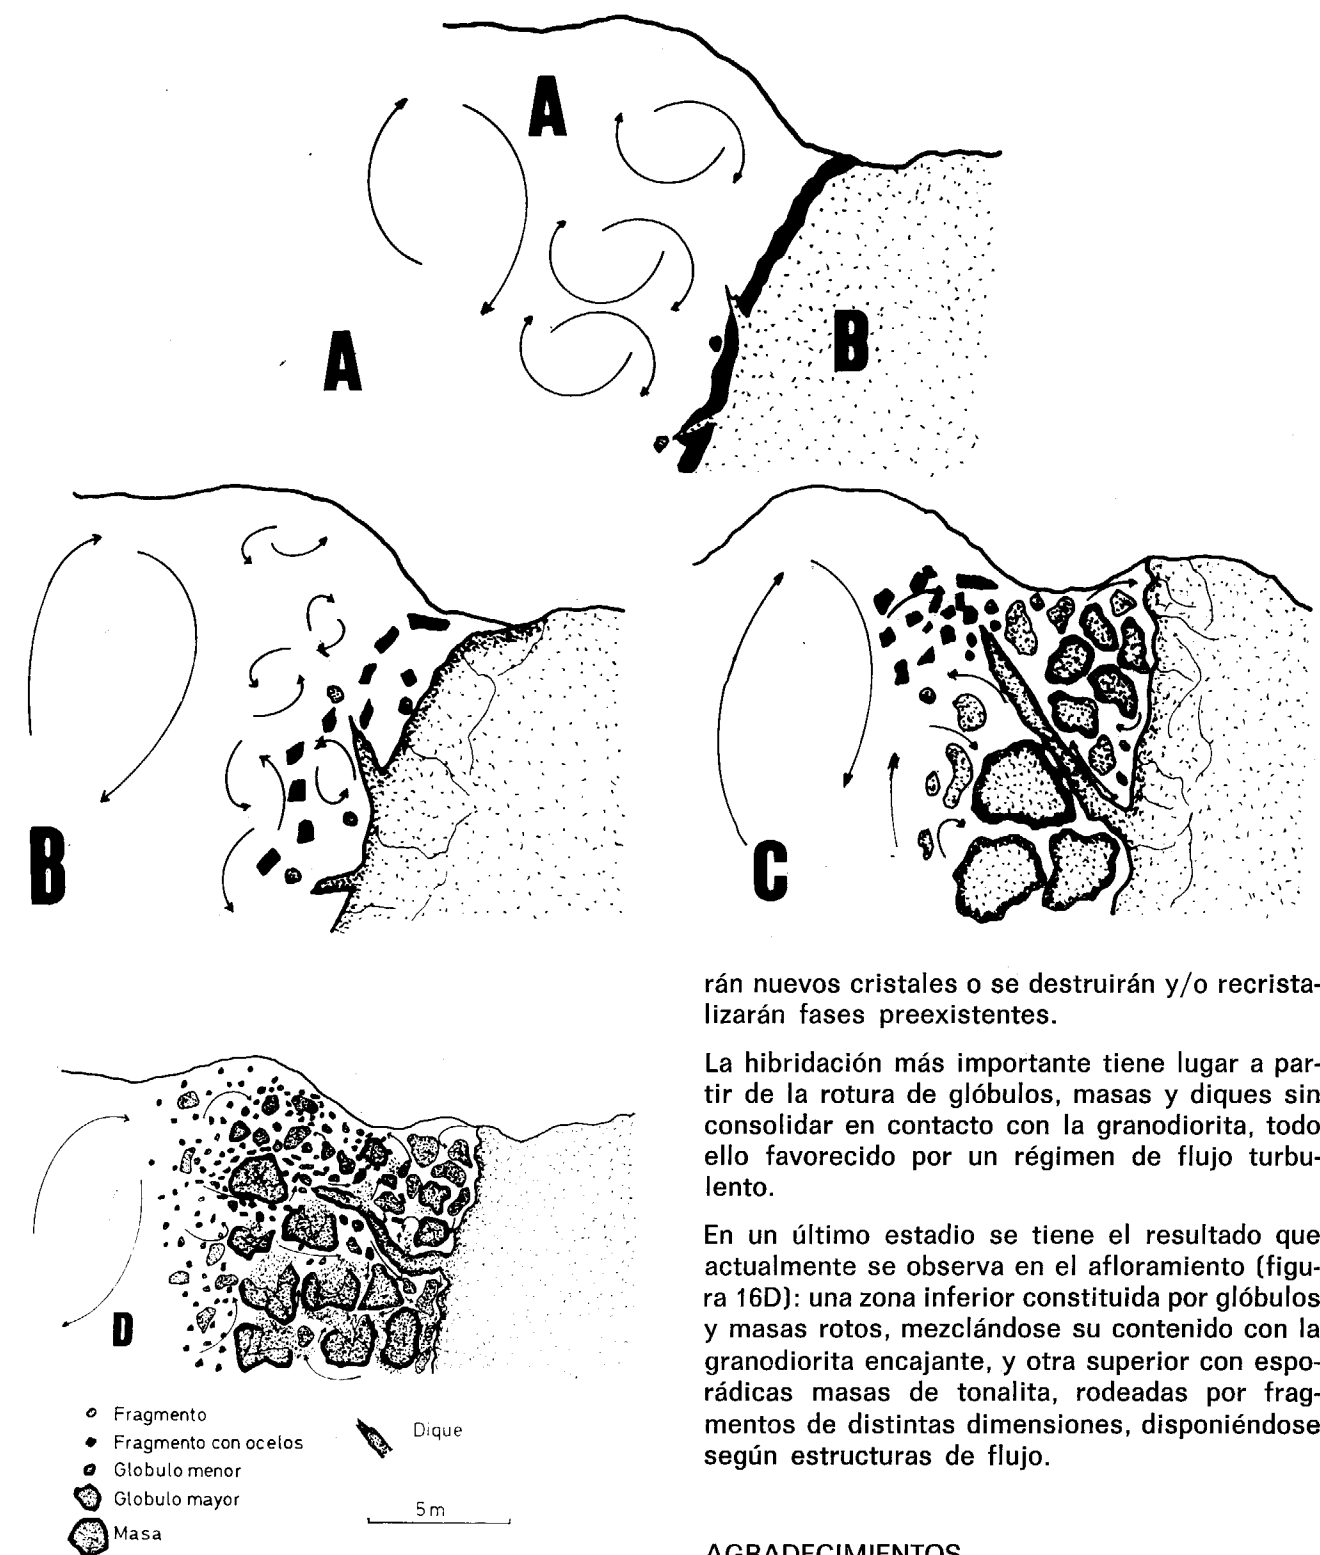 A
A
B
B
C
D
Fragmento
Fragmento con ocelos
Globulo menor
Globulo mayor
Masa
Dique
5m
rán nuevos cristales o se destruirán y/o recrista-
lizarán fases preexistentes.
La hibridación más importante tiene lugar a par-
tir de la rotura de glóbulos, masas y diques sin
consolidar en contacto con la granodiorita, todo
ello favorecido por un régimen de flujo turbu-
lento.
En un último estadio se tiene el resultado que
actualmente se observa en el afloramiento (figu-
ra 16D): una zona inferior constituida por glóbulos
y masas rotos, mezclándose su contenido con la
granodiorita encajante, y otra superior con espo-
rádicas masas de tonalita, rodeadas por frag-
mentos de distintas dimensiones, disponiéndose
según estructuras de flujo.
AGRADECIMIENTOS